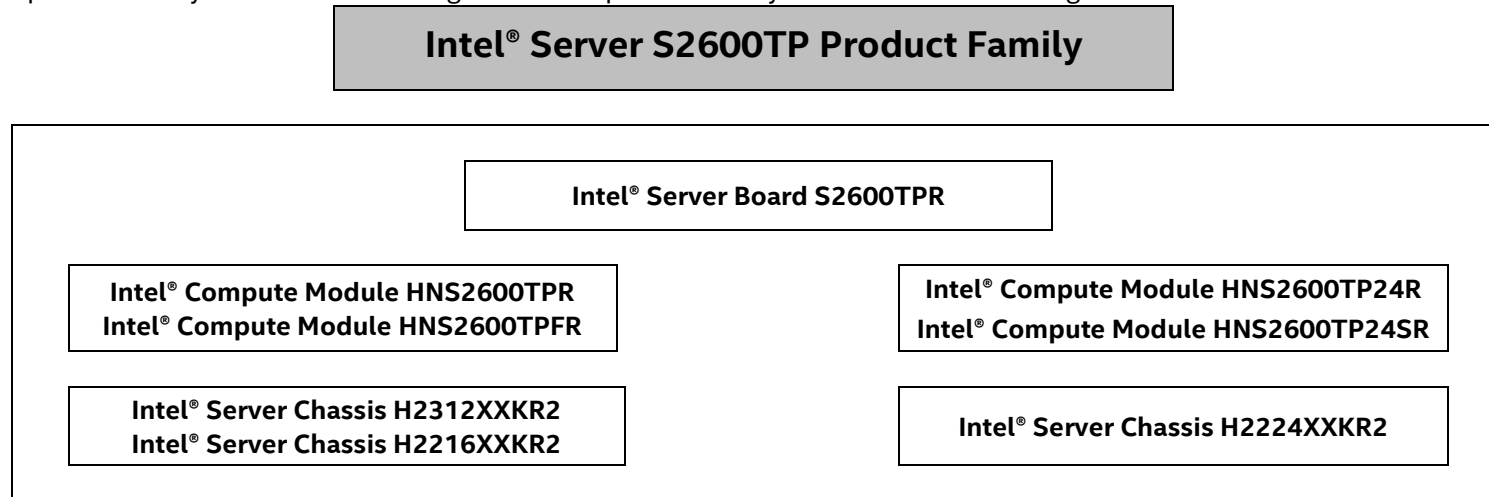 Intel® Server S2600TP Product Family
Intel® Server Board S2600TPR
Intel® Compute Module HNS2600TPR
Intel® Compute Module HNS2600TPFR
Intel® Compute Module HNS2600TP24R
Intel® Compute Module HNS2600TP24SR
Intel® Server Chassis H2312XXKR2
Intel® Server Chassis H2216XXKR2
Intel® Server Chassis H2224XXKR2